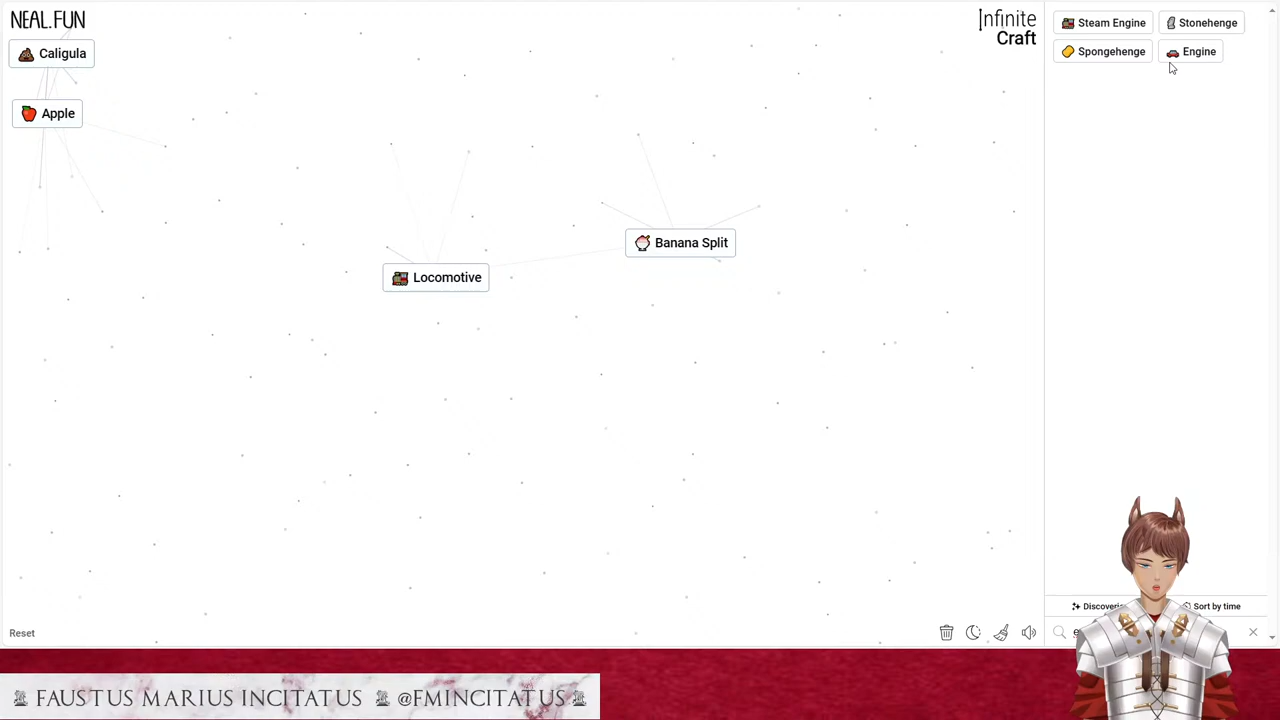 NEAL.FUN
Infinite
Craft
Caligula
Apple
Locomotive
Banana Split
Steam Engine
Stonehenge
Spongehenge
Engine
Sort by time
Reset
FAUSTUS MARIUS INCITATUS @FMINCITATUS